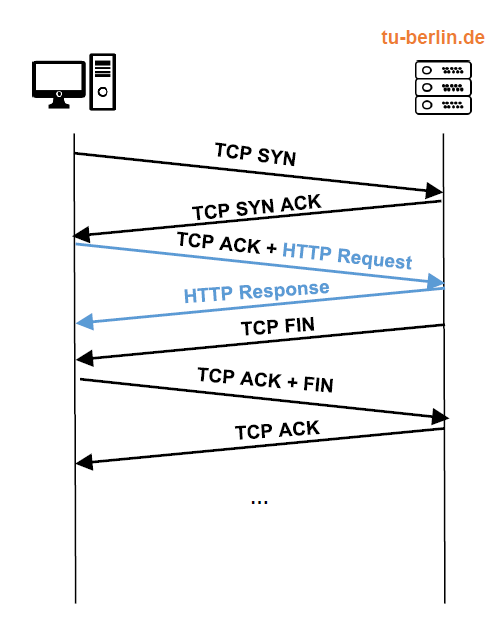 tu-berlin.de
TCP SYN
TCP SYN ACK
TCP ACK + HTTP Request
HTTP Response
TCP FIN
TCP ACK + FIN
TCP ACK
...